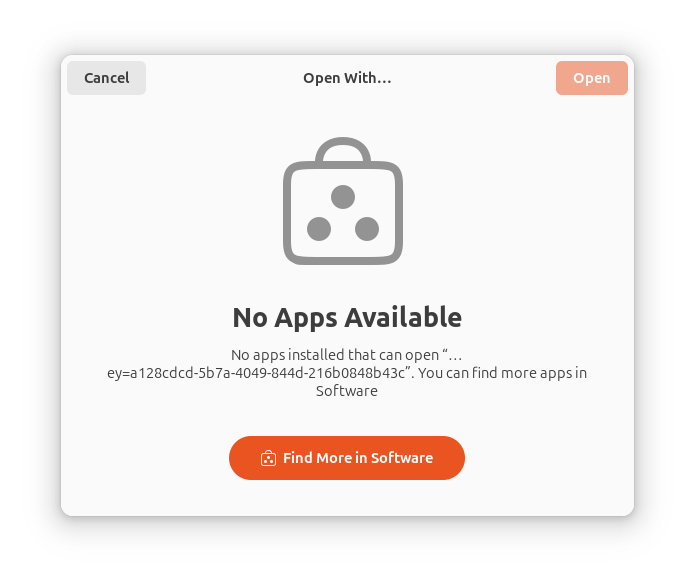 Cancel
Open With…
Open
No Apps Available
No apps installed that can open “…
ey=a128cdcd-5b7a-4049-844d-216b0848b43c”. You can find more apps in
Software
Find More in Software